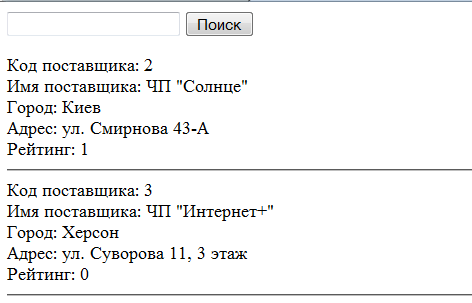 Поиск
Код поставщика: 2
Имя поставщика: ЧП "Солнце"
Город: Киев
Адрес: ул. Смирнова 43-А
Рейтинг: 1
Код поставщика: 3
Имя поставщика: ЧП "Интернет+"
Город: Херсон
Адрес: ул. Суворова 11, 3 этаж
Рейтинг: 0